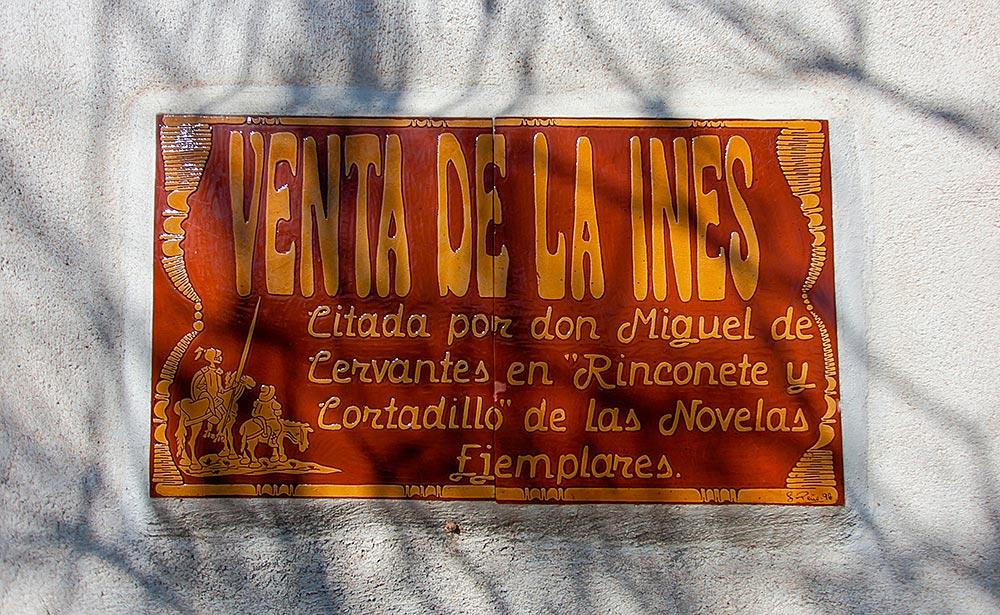 VENTA DE LA INES
Citada por don Miguel de
Cervantes en "Rinconete y
Cortadillo" de las Novelas
Ejemplares.